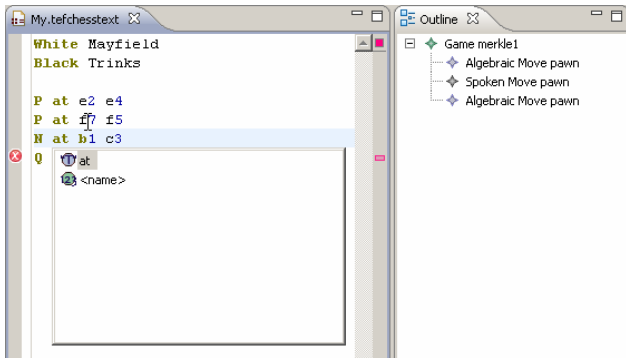 My.tefchesstext
White Mayfield
Black Trinks
P at e2 e4
P at f7 f5
N at b1 c3
Q
at
<name>
Outline
Game merkle1
Algebraic Move pawn
Spoken Move pawn
Algebraic Move pawn